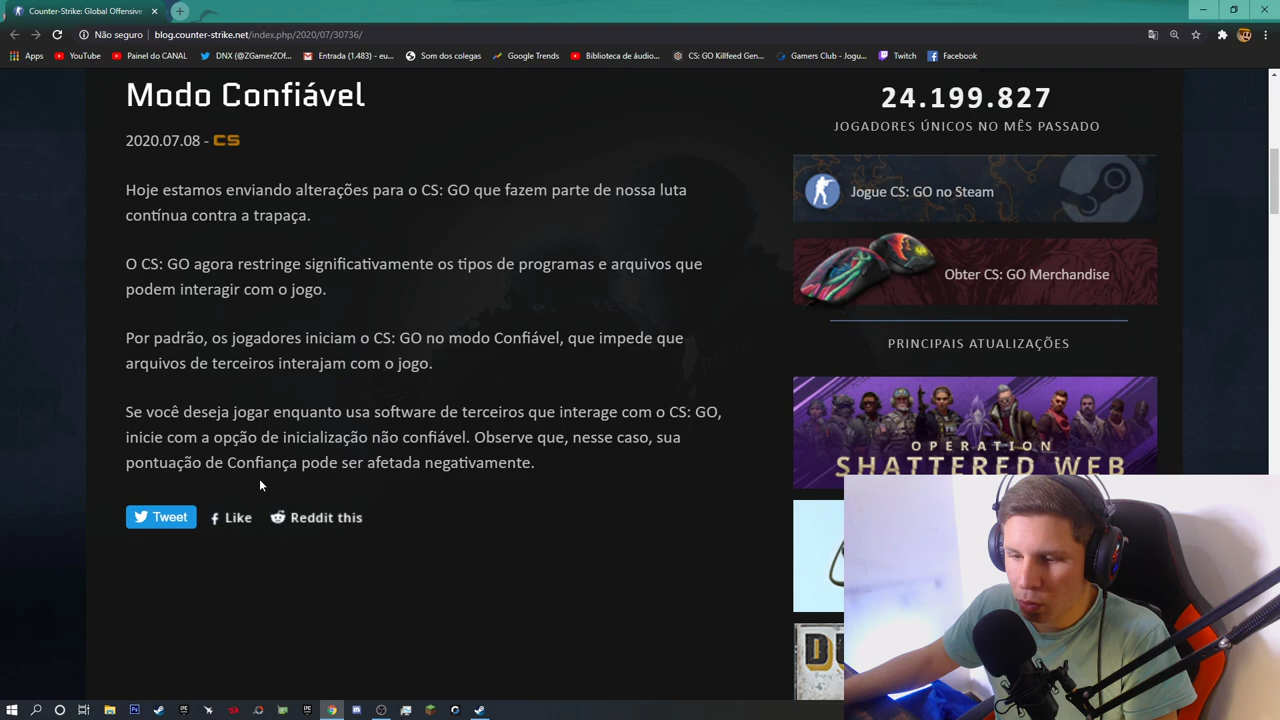 Counter-Strike: Global Offensive
Não seguro | blog.counter-strike.net/index.php/2020/07/30736/
Apps YouTube Painel do CANAL DNX (@ZGamerZOf... Entrada (1.483) - eu... Som dos colegas Google Trends Biblioteca de áudio... CS: GO Killfeed Gen... Gamers Club - Jogu... Twitch Facebook
Modo Confiável
2020.07.08 - CS
Hoje estamos enviando alterações para o CS: GO que fazem parte de nossa luta
contínua contra a trapaça.
O CS: GO agora restringe significativamente os tipos de programas e arquivos que
podem interagir com o jogo.
Por padrão, os jogadores iniciam o CS: GO no modo Confiável, que impede que
arquivos de terceiros interajam com o jogo.
Se você deseja jogar enquanto usa software de terceiros que interage com o CS: GO,
inicie com a opção de inicialização não confiável. Observe que, nesse caso, sua
pontuação de Confiança pode ser afetada negativamente.
Tweet Like Reddit this
24.199.827
JOGADORES ÚNICOS NO MÊS PASSADO
Jogue CS: GO no Steam
Obter CS: GO Merchandise
PRINCIPAIS ATUALIZAÇÕES
OPERATION
SHATTERED WEB